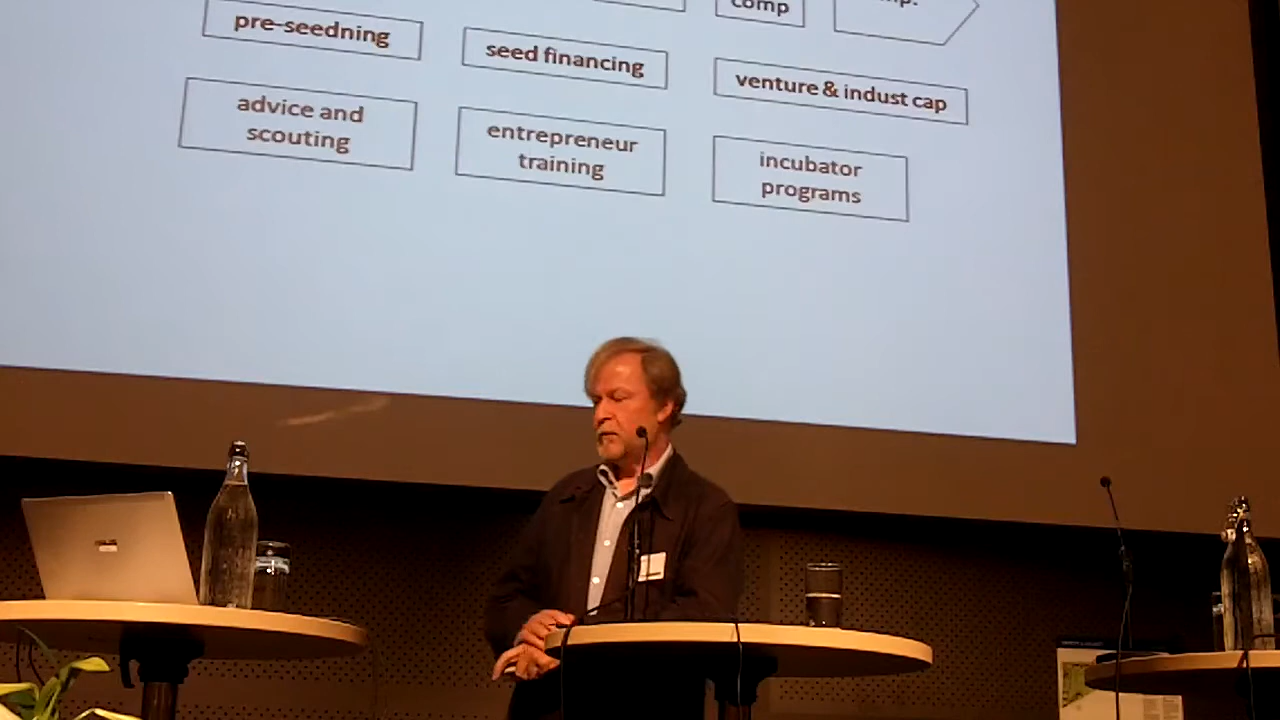 comp
pre-seedning
seed financing
venture & indust cap
advice and
scouting
entrepreneur
training
incubator
programs